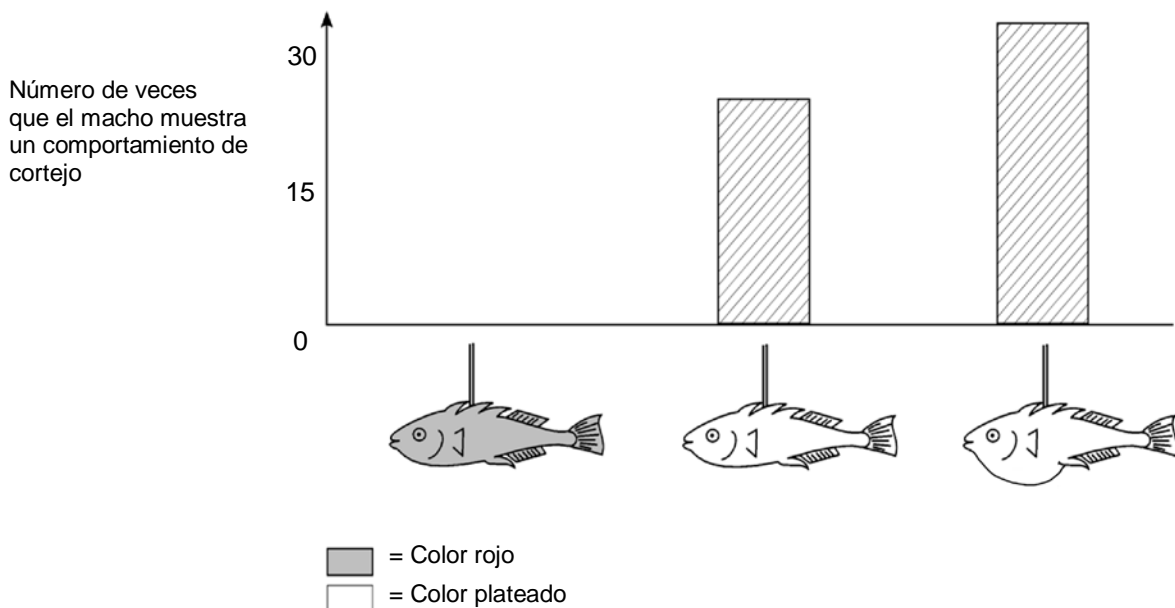 30
Número de veces
que el macho muestra
un comportamiento de
cortejo
15
0
= Color rojo
= Color plateado